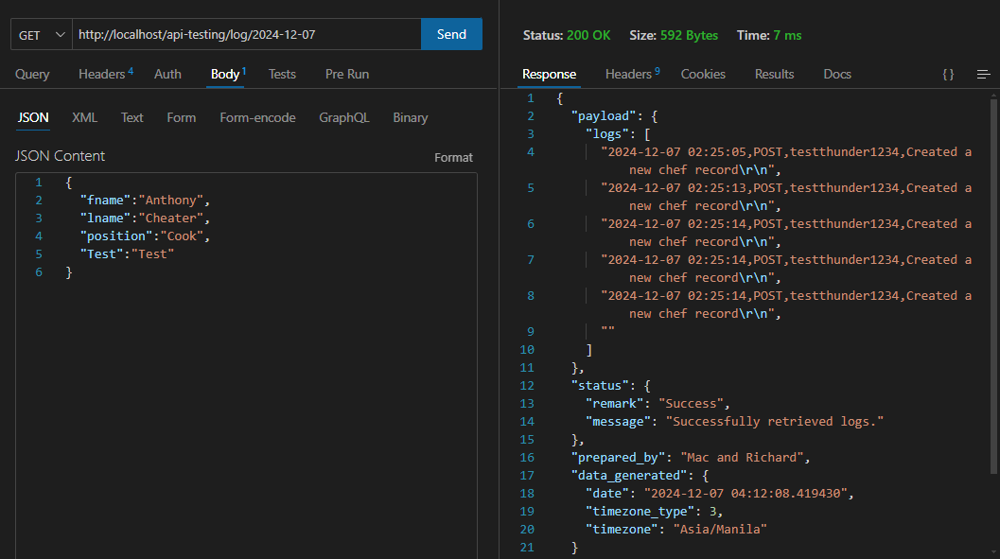 GET http://localhost/api-testing/log/2024-12-07 Send
Query Headers 4 Auth Body 1 Tests Pre Run
JSON XML Text Form Form-encode GraphQL Binary
JSON Content Format
1 {
2 "fname":"Anthony",
3 "lname":"Cheater",
4 "position":"Cook",
5 "Test":"Test"
6 }
Status: 200 OK Size: 592 Bytes Time: 7 ms
Response Headers 9 Cookies Results Docs { }
1 {
2 "payload": {
3 "logs": [
4 "2024-12-07 02:25:05,POST,testthunder1234,Created a
new chef record\r\n",
5 "2024-12-07 02:25:13,POST,testthunder1234,Created a
new chef record\r\n",
6 "2024-12-07 02:25:14,POST,testthunder1234,Created a
new chef record\r\n",
7 "2024-12-07 02:25:14,POST,testthunder1234,Created a
new chef record\r\n",
8 "2024-12-07 02:25:14,POST,testthunder1234,Created a
new chef record\r\n",
9 ""
10 ]
11 },
12 "status": {
13 "remark": "Success",
14 "message": "Successfully retrieved logs."
15 },
16 "prepared_by": "Mac and Richard",
17 "data_generated": {
18 "date": "2024-12-07 04:12:08.419430",
19 "timezone_type": 3,
20 "timezone": "Asia/Manila"
21 }